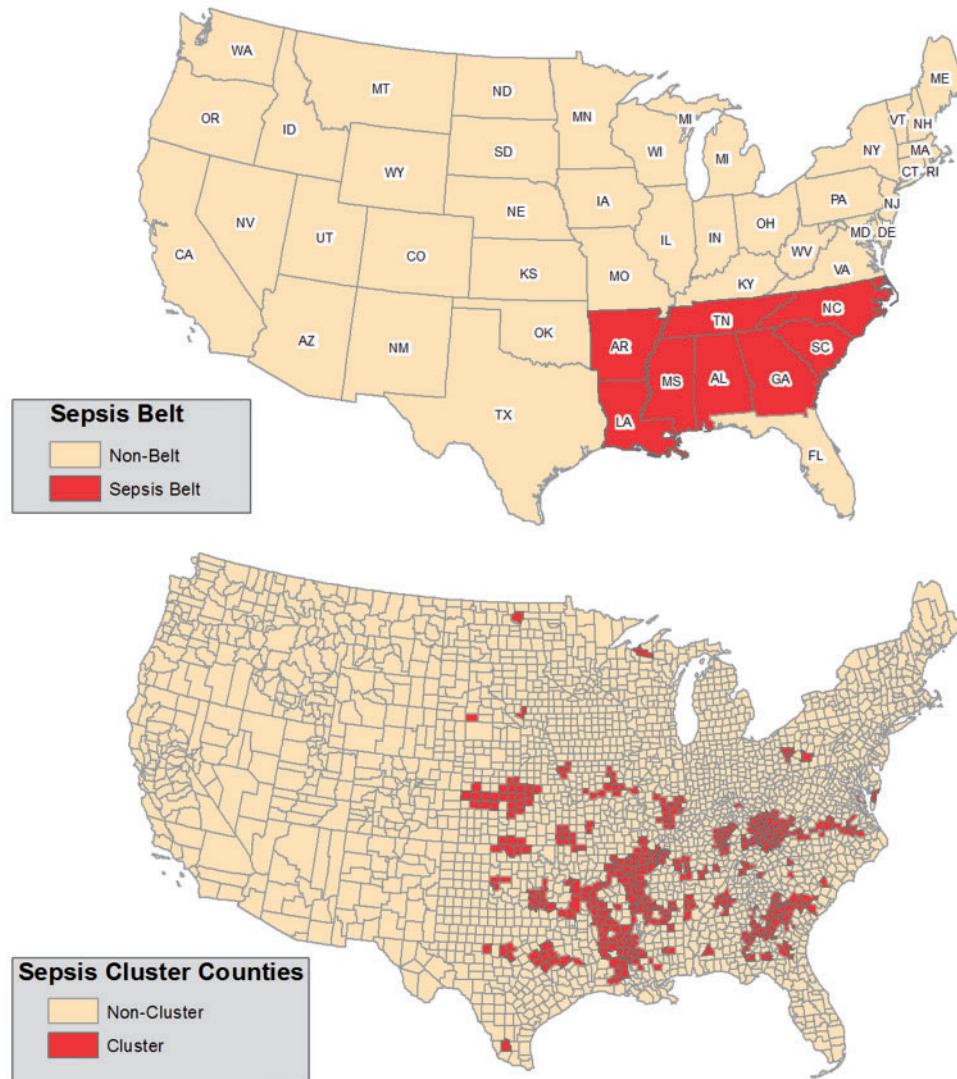 WA
MT
ND
ME
OR
ID
MN
MI
VT
NH
SD
WI
MI
NY
MA
WY
CT
RI
IA
PA
NE
NJ
NV
OH
IL
IN
MD
DE
UT
CA
CO
WV
KS
MO
VA
KY
NC
TN
OK
AZ
NM
AR
SC
MS
AL
GA
TX
LA
FL
Sepsis Belt
Non-Belt
Sepsis Belt
Sepsis Cluster Counties
Non-Cluster
Cluster